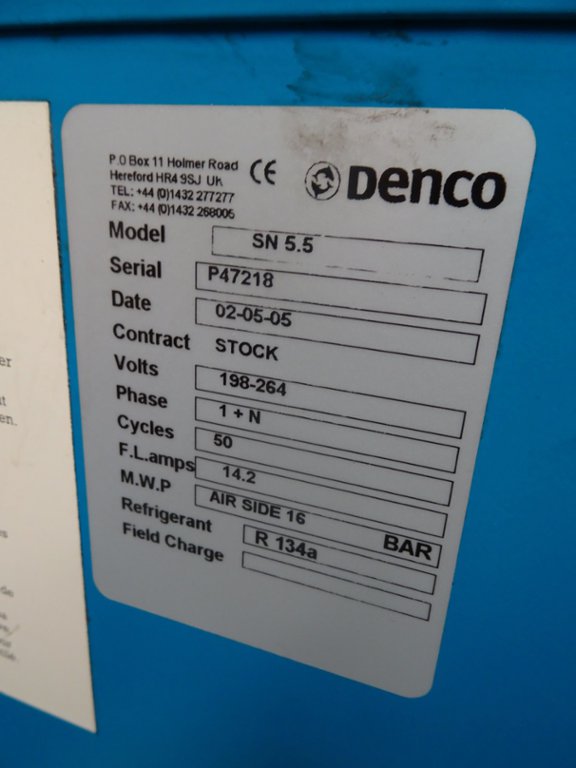 P.O Box 11 Holmer Road
Hereford HR4 9SJ Uk
TEL: +44 (0)1432 277277
FAX: +44 (0)1432 268006
CE
DENCO
Model SN 5.5
Serial P47218
Date 02-05-05
Contract STOCK
Volts 198-264
Phase 1 + N
Cycles 50
F.L.amps 14.2
M.W.P AIR SIDE 16 BAR
Refrigerant R 134a
Field Charge